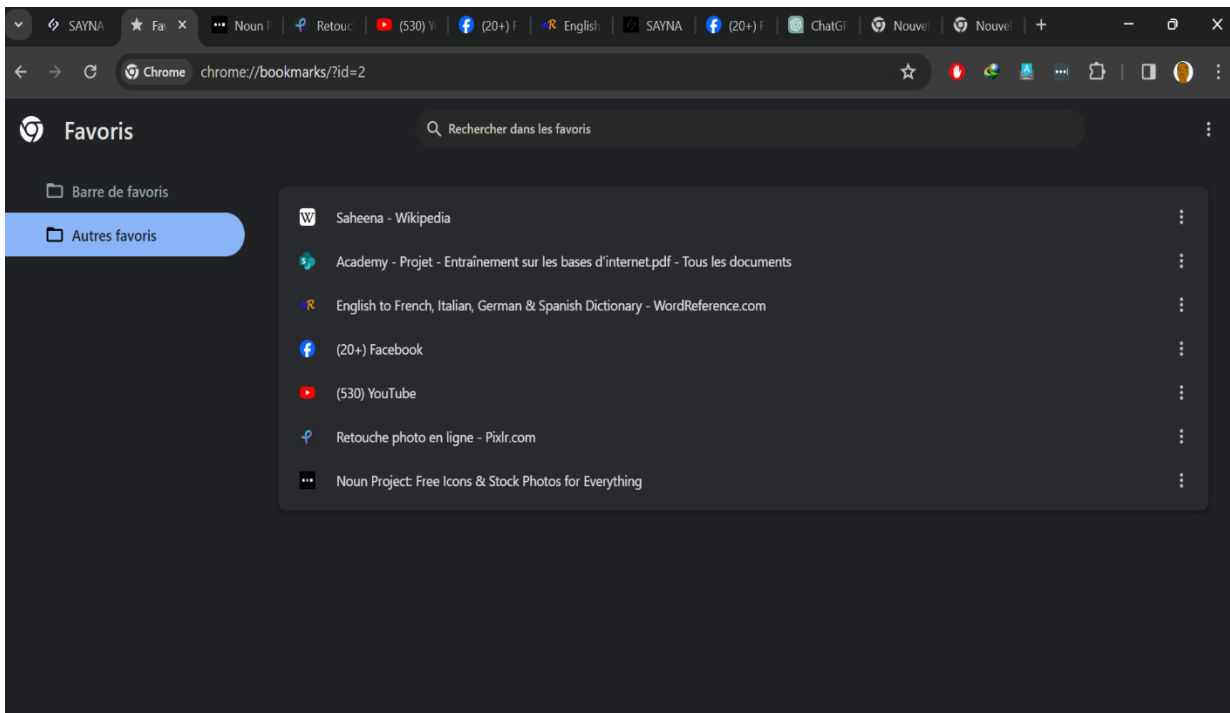 SAYNA Fav Noun P Retouc (530) Y (20+) F English SAYNA (20+) F ChatGP Nouvel Nouvel
Chrome chrome://bookmarks/?id=2
Favoris Rechercher dans les favoris
Barre de favoris
Autres favoris
Saheena - Wikipedia
Academy - Projet - Entraînement sur les bases d'internet.pdf - Tous les documents
English to French, Italian, German & Spanish Dictionary - WordReference.com
(20+) Facebook
(530) YouTube
Retouche photo en ligne - Pixlr.com
Noun Project: Free Icons & Stock Photos for Everything